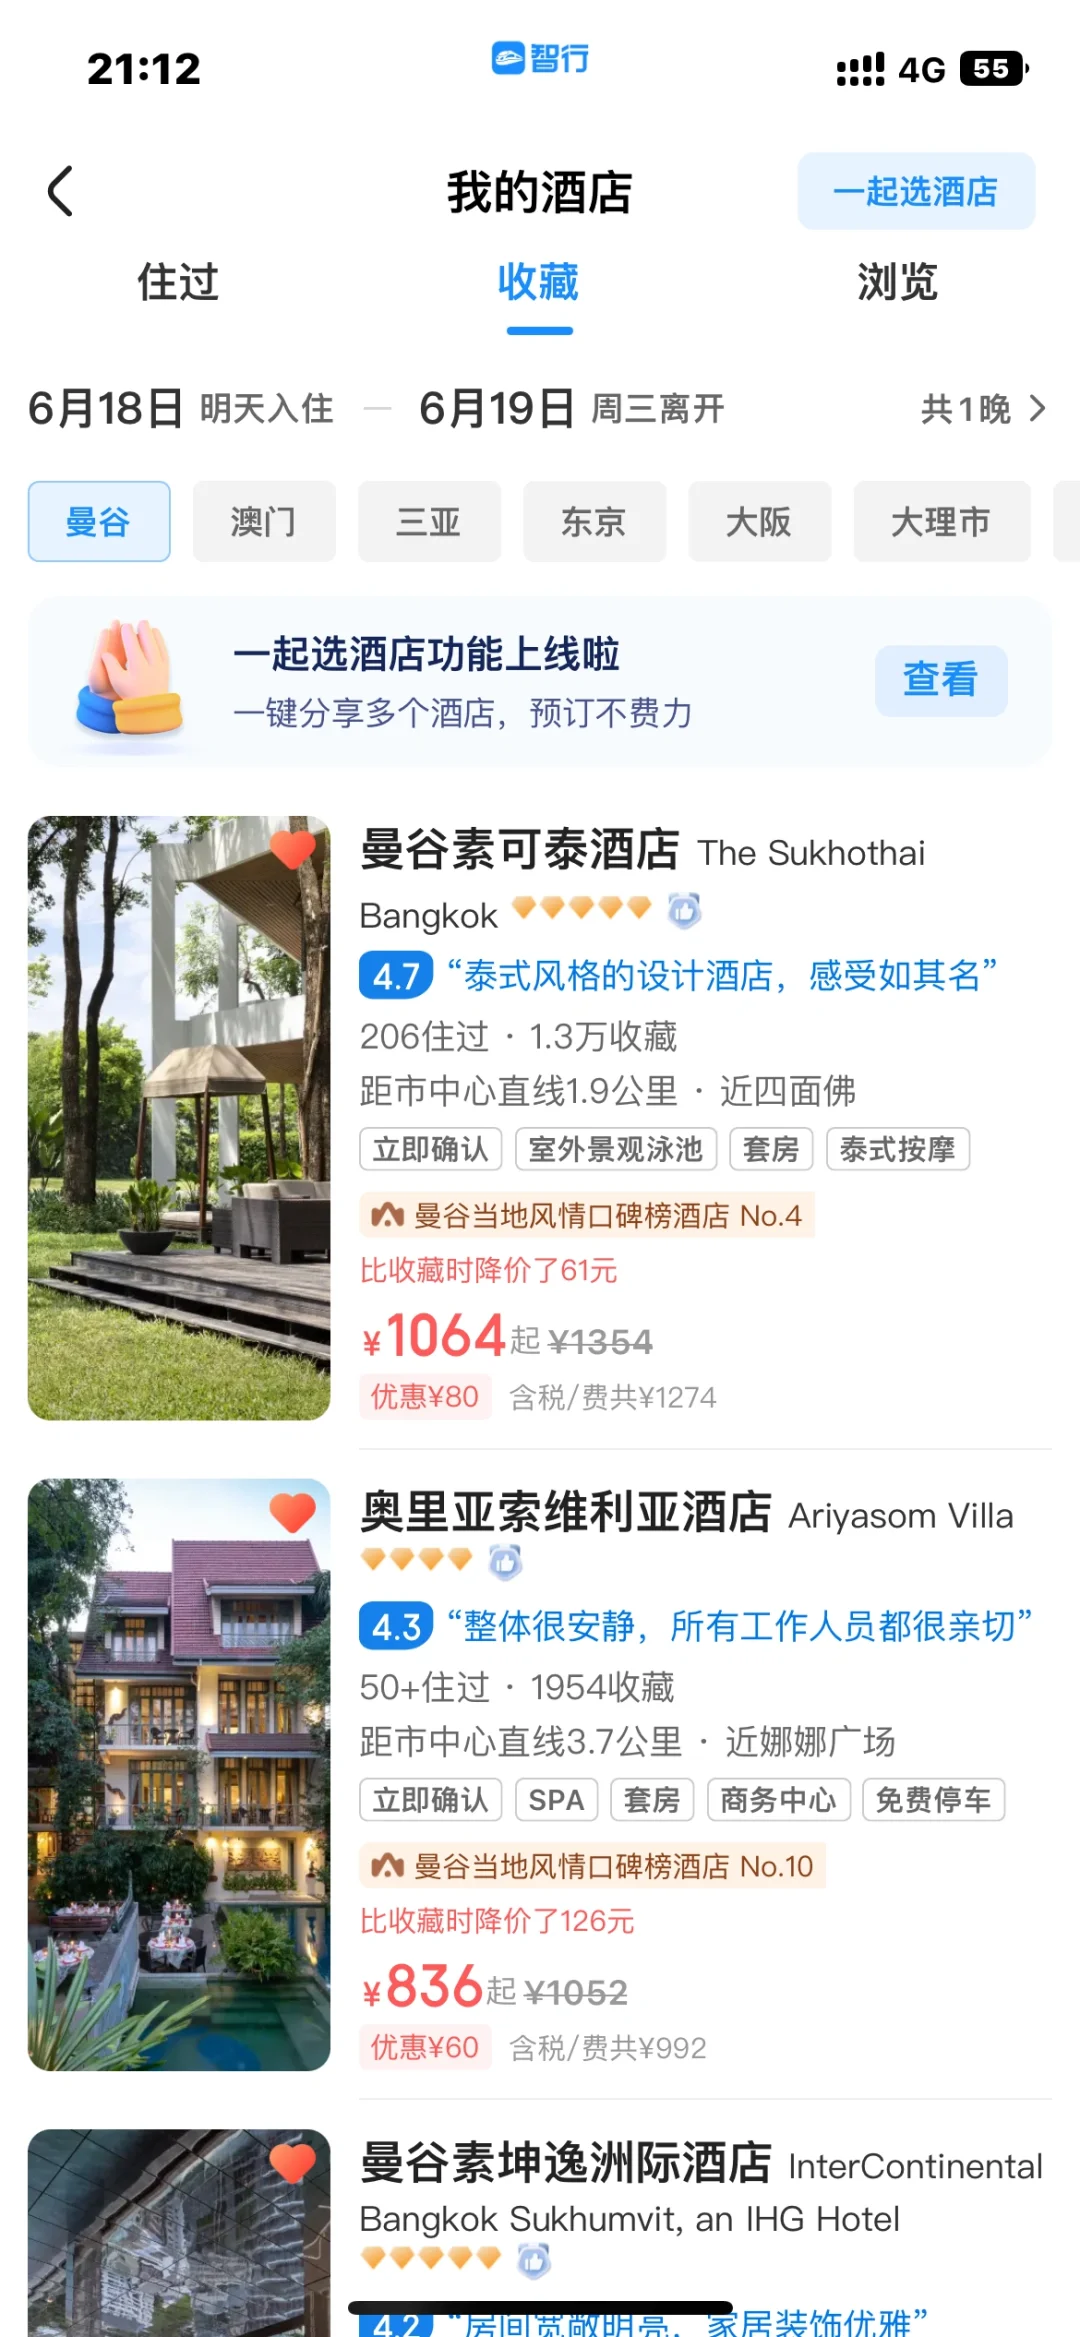 21:12
智行
4G
55
我的酒店
一起选酒店
住过
收藏
浏览
6月18日 明天入住 — 6月19日 周三离开
共1晚
曼谷
澳门
三亚
东京
大阪
大理市
一起选酒店功能上线啦
一键分享多个酒店，预订不费力
查看
曼谷素可泰酒店 The Sukhothai
Bangkok
4.7 “泰式风格的设计酒店，感受如其名”
206住过 · 1.3万收藏
距市中心直线1.9公里 · 近四面佛
立即确认 室外景观泳池 套房 泰式按摩
曼谷当地风情口碑榜酒店 No.4
比收藏时降价了61元
¥1064起 ¥1354
优惠¥80 含税/费共¥1274
奥里亚索维利亚酒店 Ariyasom Villa
4.3 “整体很安静，所有工作人员都很亲切”
50+住过 · 1954收藏
距市中心直线3.7公里 · 近娜娜广场
立即确认 SPA 套房 商务中心 免费停车
曼谷当地风情口碑榜酒店 No.10
比收藏时降价了126元
¥836起 ¥1052
优惠¥60 含税/费共¥992
曼谷素坤逸洲际酒店 InterContinental
Bangkok Sukhumvit, an IHG Hotel
4.2 “房间宽敞明亮，家居装饰优雅”